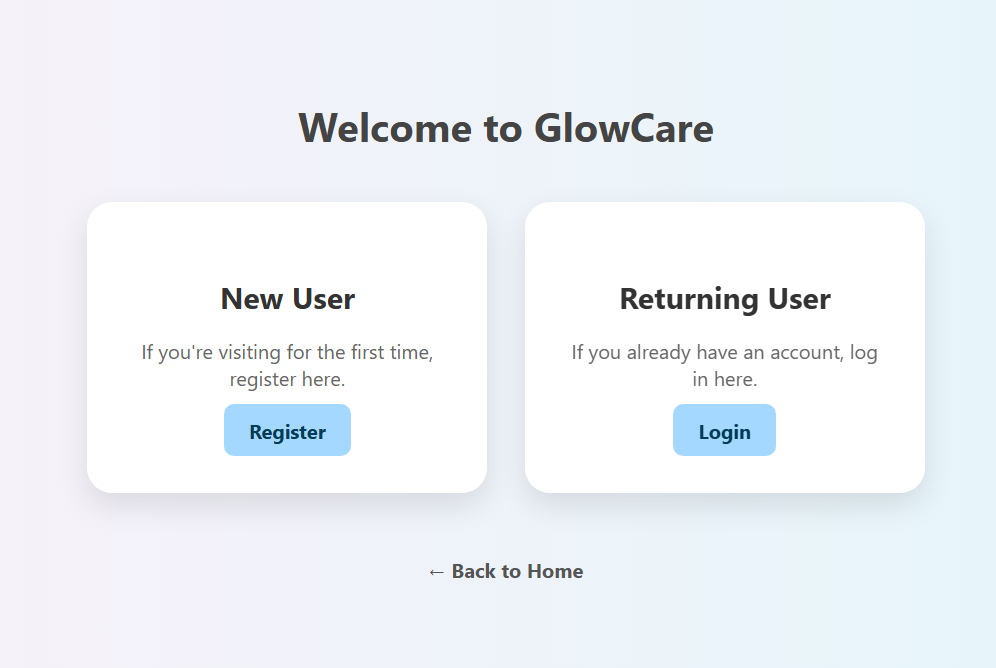 Welcome to GlowCare
New User
If you're visiting for the first time,
register here.
Register
Returning User
If you already have an account, log
in here.
Login
← Back to Home